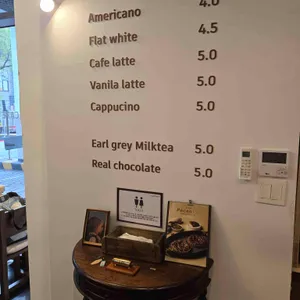 Americano 4.0
Flat white 4.5
Cafe latte 5.0
Vanila latte 5.0
Cappucino 5.0
Earl grey Milktea 5.0
Real chocolate 5.0